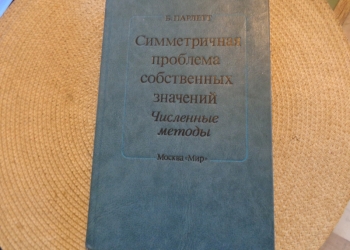 Б. ПАРЛЕТТ
Симметричная
проблема
собственных
значений
Численные
методы
Москва «Мир»